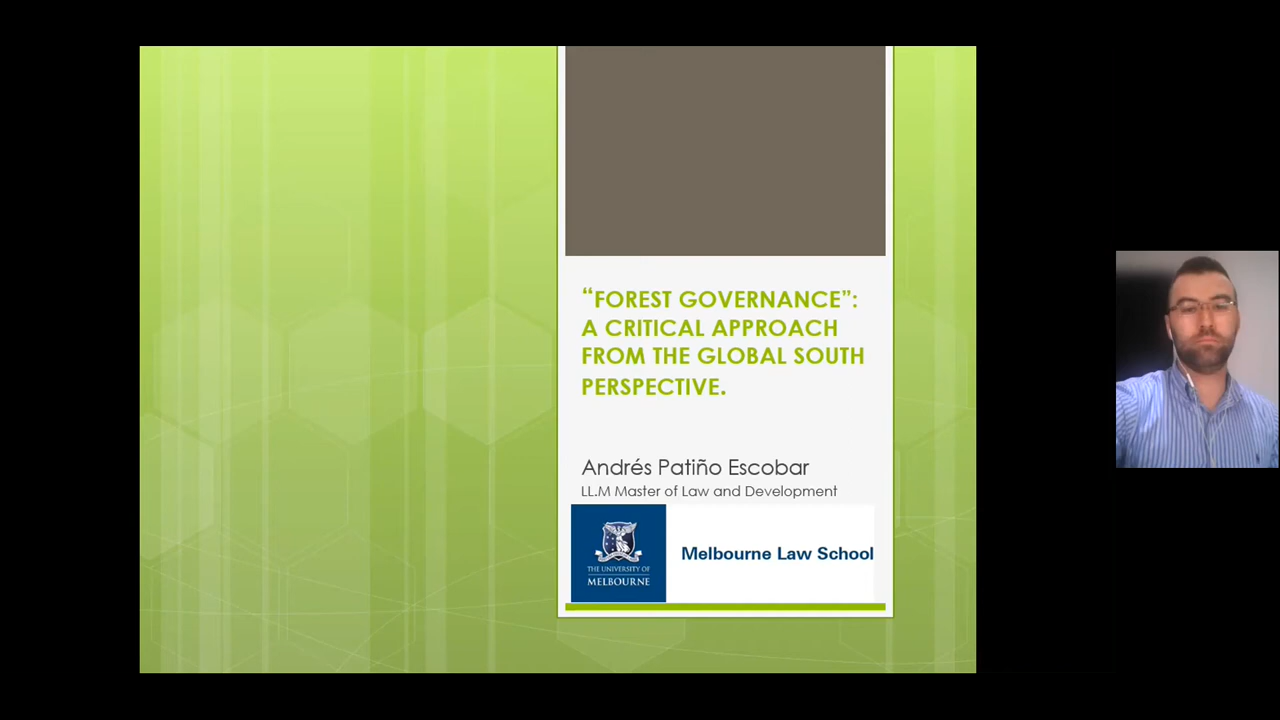 “FOREST GOVERNANCE”:
A CRITICAL APPROACH
FROM THE GLOBAL SOUTH
PERSPECTIVE.
Andrés Patiño Escobar
LL.M Master of Law and Development
THE UNIVERSITY OF
MELBOURNE
Melbourne Law School